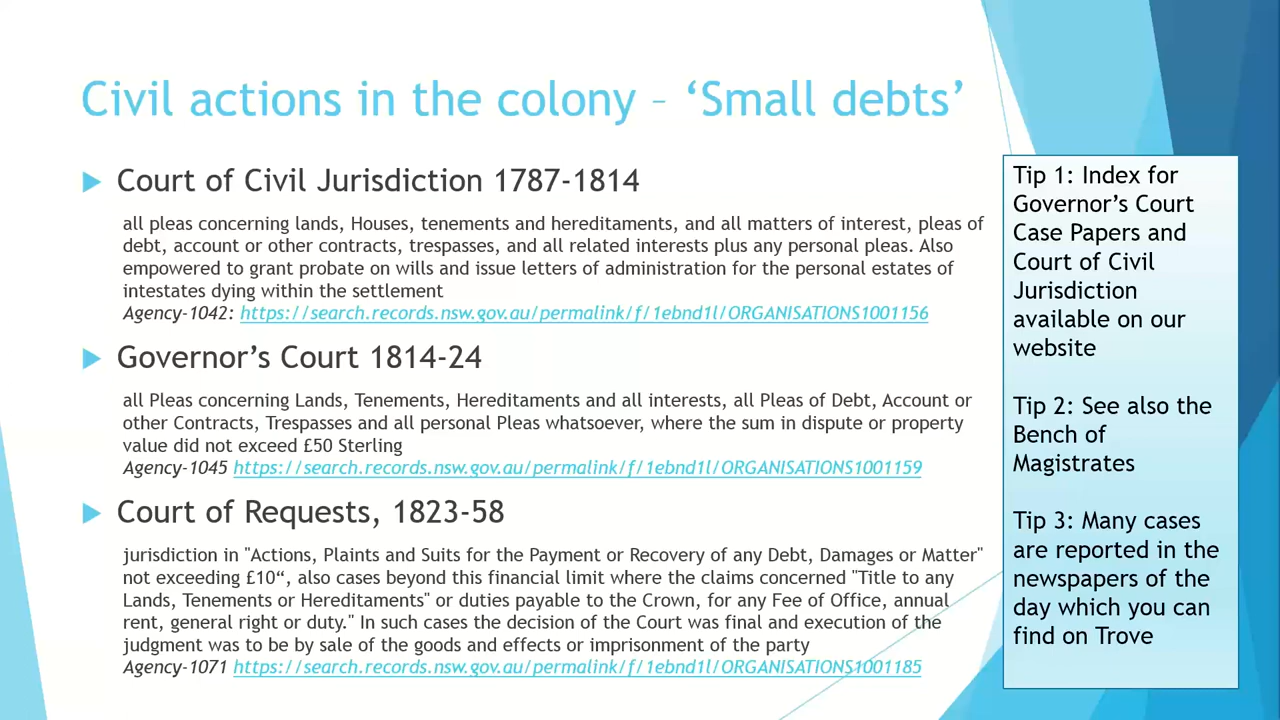 Civil actions in the colony – ‘Small debts’
Court of Civil Jurisdiction 1787-1814
all pleas concerning lands, Houses, tenements and hereditaments, and all matters of interest, pleas of
debt, account or other contracts, trespasses, and all related interests plus any personal pleas. Also
empowered to grant probate on wills and issue letters of administration for the personal estates of
intestates dying within the settlement
Agency-1042: https://search.records.nsw.gov.au/permalink/f/1ebnd1l/ORGANISATIONS1001156
Governor’s Court 1814-24
all Pleas concerning Lands, Tenements, Hereditaments and all interests, all Pleas of Debt, Account or
other Contracts, Trespasses and all personal Pleas whatsoever, where the sum in dispute or property
value did not exceed £50 Sterling
Agency-1045 https://search.records.nsw.gov.au/permalink/f/1ebnd1l/ORGANISATIONS1001159
Court of Requests, 1823-58
jurisdiction in "Actions, Plaints and Suits for the Payment or Recovery of any Debt, Damages or Matter"
not exceeding £10“, also cases beyond this financial limit where the claims concerned "Title to any
Lands, Tenements or Hereditaments" or duties payable to the Crown, for any Fee of Office, annual
rent, general right or duty." In such cases the decision of the Court was final and execution of the
judgment was to be by sale of the goods and effects or imprisonment of the party
Agency-1071 https://search.records.nsw.gov.au/permalink/f/1ebnd1l/ORGANISATIONS1001185
Tip 1: Index for
Governor’s Court
Case Papers and
Court of Civil
Jurisdiction
available on our
website
Tip 2: See also the
Bench of
Magistrates
Tip 3: Many cases
are reported in the
newspapers of the
day which you can
find on Trove